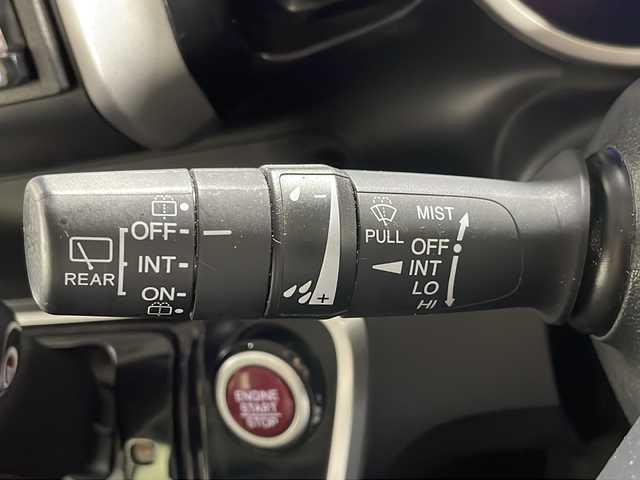 REAR
OFF
INT
ON
-
+
PULL
MIST
OFF
INT
LO
HI
ENGINE
START
STOP